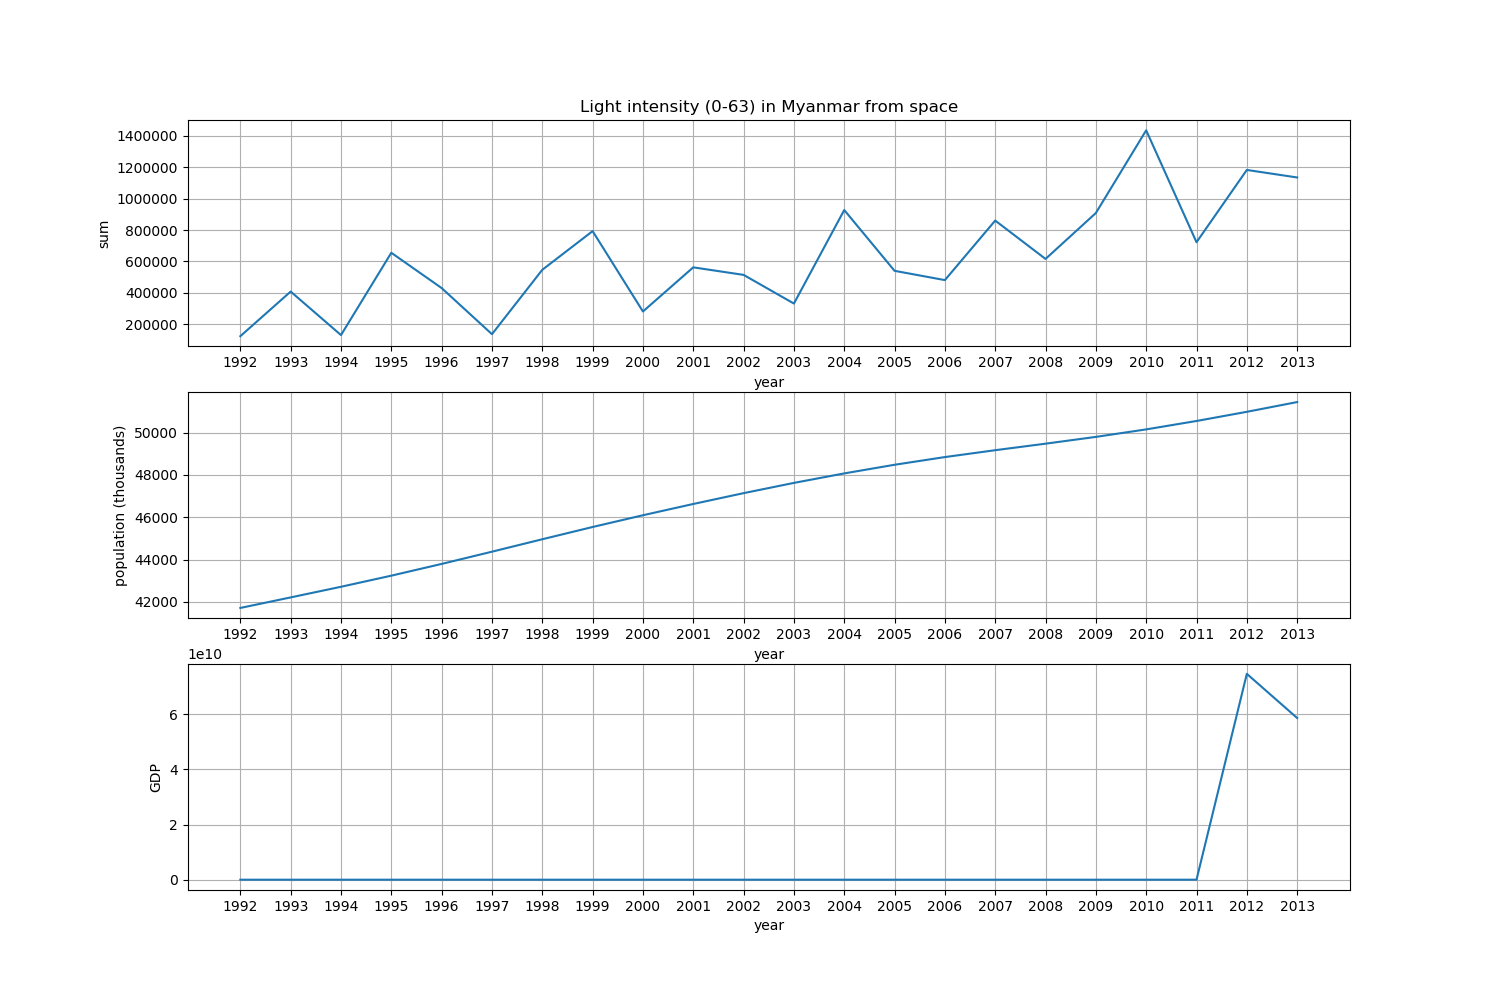 Light intensity (0-63) in Myanmar from space
1400000
1200000
1000000
800000
600000
400000
200000
sum
1992 1993 1994 1995 1996 1997 1998 1999 2000 2001 2002 2003 2004 2005 2006 2007 2008 2009 2010 2011 2012 2013
year
50000
48000
46000
44000
42000
population (thousands)
1992 1993 1994 1995 1996 1997 1998 1999 2000 2001 2002 2003 2004 2005 2006 2007 2008 2009 2010 2011 2012 2013
year
1e10
6
4
2
0
GDP
1992 1993 1994 1995 1996 1997 1998 1999 2000 2001 2002 2003 2004 2005 2006 2007 2008 2009 2010 2011 2012 2013
year